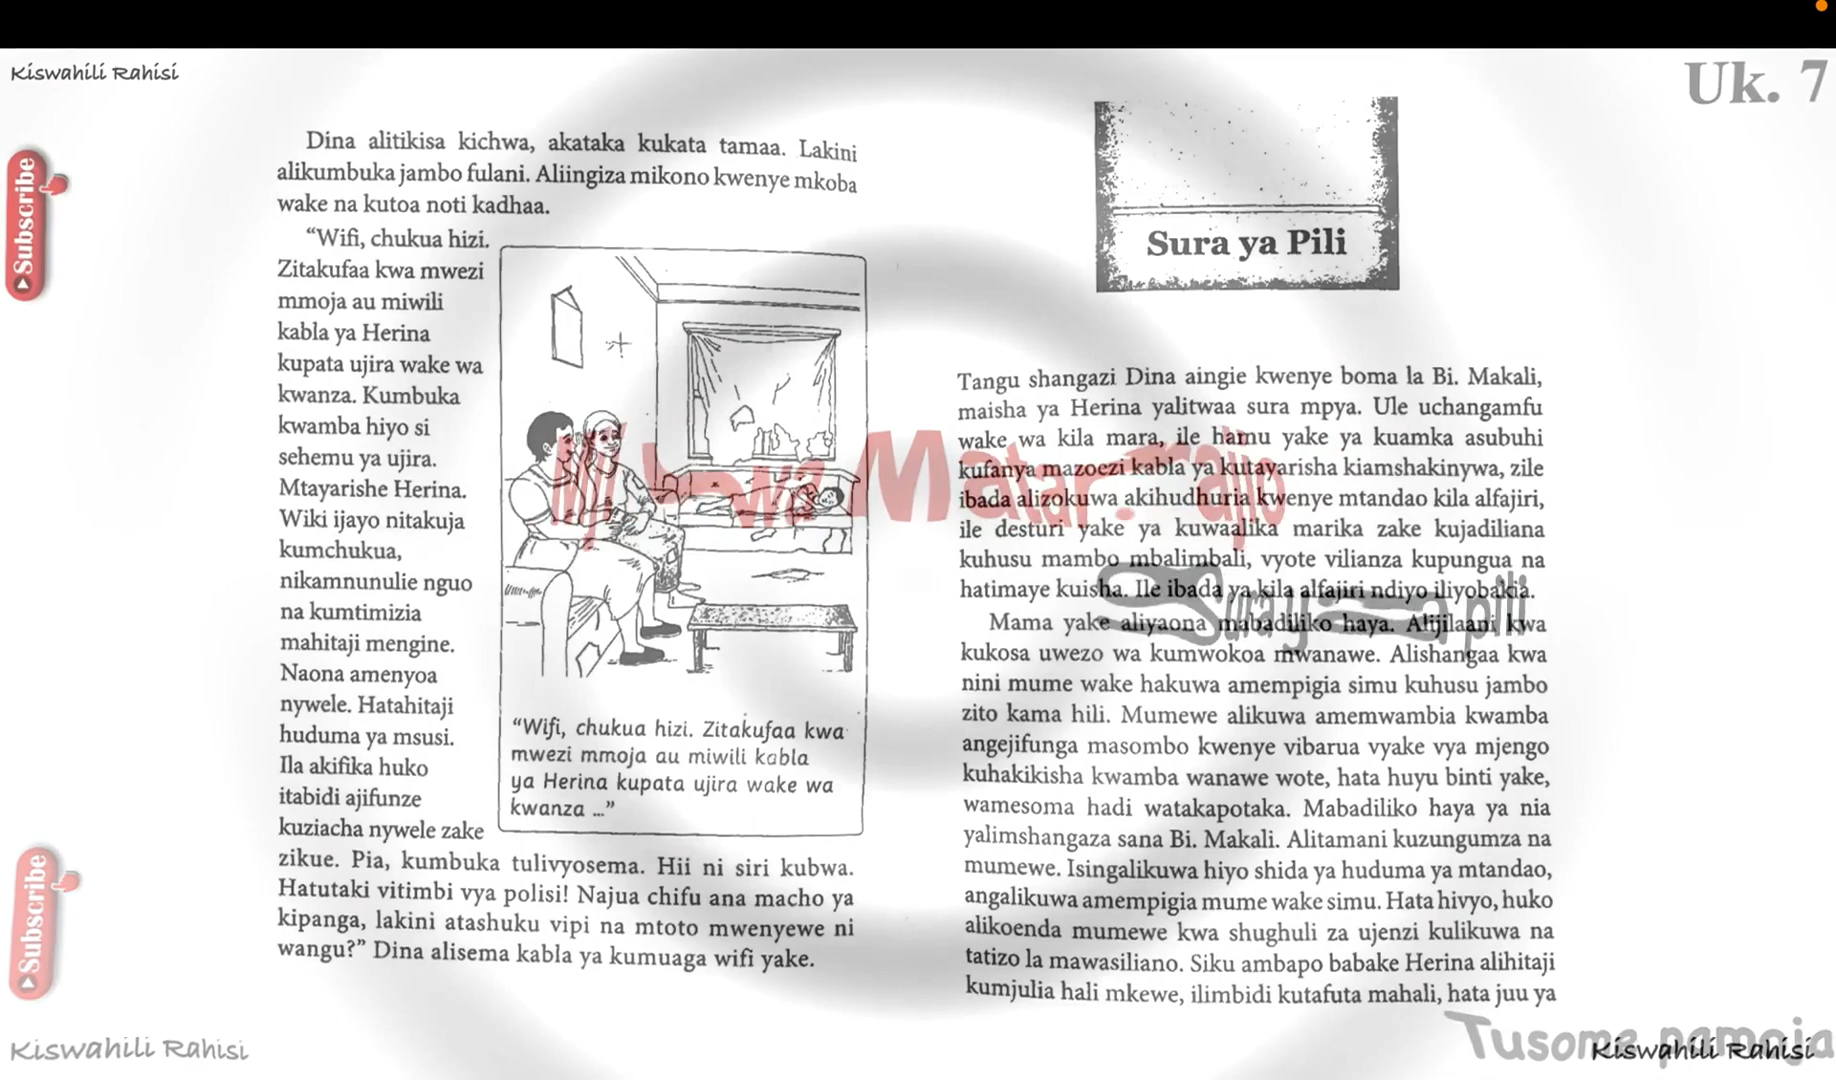 Kiswahili Rahisi
Uk. 7
Subscribe
Dina alitikisa kichwa, akataka kukata tamaa. Lakini
alikumbuka jambo fulani. Aliingiza mikono kwenye mkoba
wake na kutoa noti kadhaa.
“Wifi, chukua hizi.
Zitakufaa kwa mwezi
mmoja au miwili
kabla ya Herina
kupata ujira wake wa
kwanza. Kumbuka
kwamba hiyo si
sehemu ya ujira.
Mtayarishe Herina.
Wiki ijayo nitakuja
kumchukua,
nikamnunulie nguo
na kumtimizia
mahitaji mengine.
Naona amenyoa
nywele. Hatahitaji
huduma ya msusi.
Ila akifika huko
itabidi ajifunze
kuziacha nywele zake
zikue. Pia, kumbuka tulivyosema. Hii ni siri kubwa.
Hatutaki vitimbi vya polisi! Najua chifu ana macho ya
kipanga, lakini atashuku vipi na mtoto mwenyewe ni
wangu?” Dina alisema kabla ya kumuaga wifi yake.
“Wifi, chukua hizi. Zitakufaa kwa
mwezi mmoja au miwili kabla
ya Herina kupata ujira wake wa
kwanza ...”
Sura ya Pili
Tangu shangazi Dina aingie kwenye boma la Bi. Makali,
maisha ya Herina yalitwaa sura mpya. Ule uchangamfu
wake wa kila mara, ile hamu yake ya kuamka asubuhi
kufanya mazoezi kabla ya kutayarisha kiamshakinywa, zile
ibada alizokuwa akihudhuria kwenye mtandao kila alfajiri,
ile desturi yake ya kuwaalika marika zake kujadiliana
kuhusu mambo mbalimbali, vyote vilianza kupungua na
hatimaye kuisha. Ile ibada ya kila alfajiri ndiyo iliyobakia.
Mama yake aliyaona mabadiliko haya. Alijilaani kwa
kukosa uwezo wa kumwokoa mwanawe. Alishangaa kwa
nini mume wake hakuwa amempigia simu kuhusu jambo
zito kama hili. Mumewe alikuwa amemwambia kwamba
angejifunga masombo kwenye vibarua vyake vya mjengo
kuhakikisha kwamba wanawe wote, hata huyu binti yake,
wamesoma hadi watakapotaka. Mabadiliko haya ya nia
yalimshangaza sana Bi. Makali. Alitamani kuzungumza na
mumewe. Isingalikuwa hiyo shida ya huduma ya mtandao,
angalikuwa amempigia mume wake simu. Hata hivyo, huko
alikoenda mumewe kwa shughuli za ujenzi kulikuwa na
tatizo la mawasiliano. Siku ambapo babake Herina alihitaji
kumjulia hali mkewe, ilimbidi kutafuta mahali, hata juu ya
Subscribe
Kiswahili Rahisi
Tusome pamoja
Kiswahili Rahisi